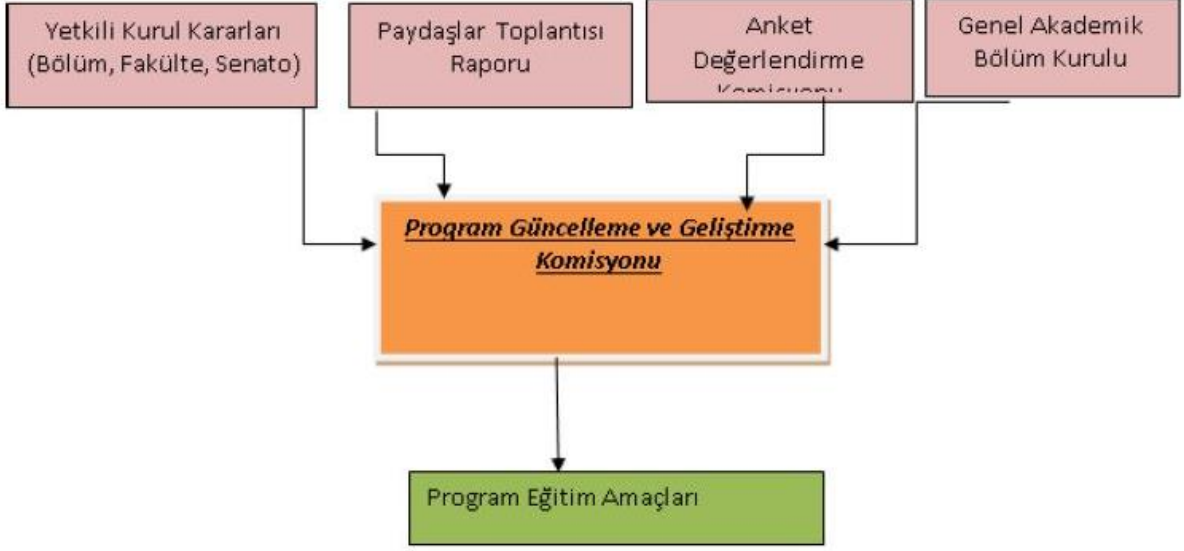 Yetkili Kurul Kararları
(Bölüm, Fakülte, Senato)
Paydaşlar Toplantısı
Raporu
Anket
Değerlendirme
Komisyonu
Genel Akademik
Bölüm Kurulu
Program Güncelleme ve Geliştirme
Komisyonu
Program Eğitim Amaçları